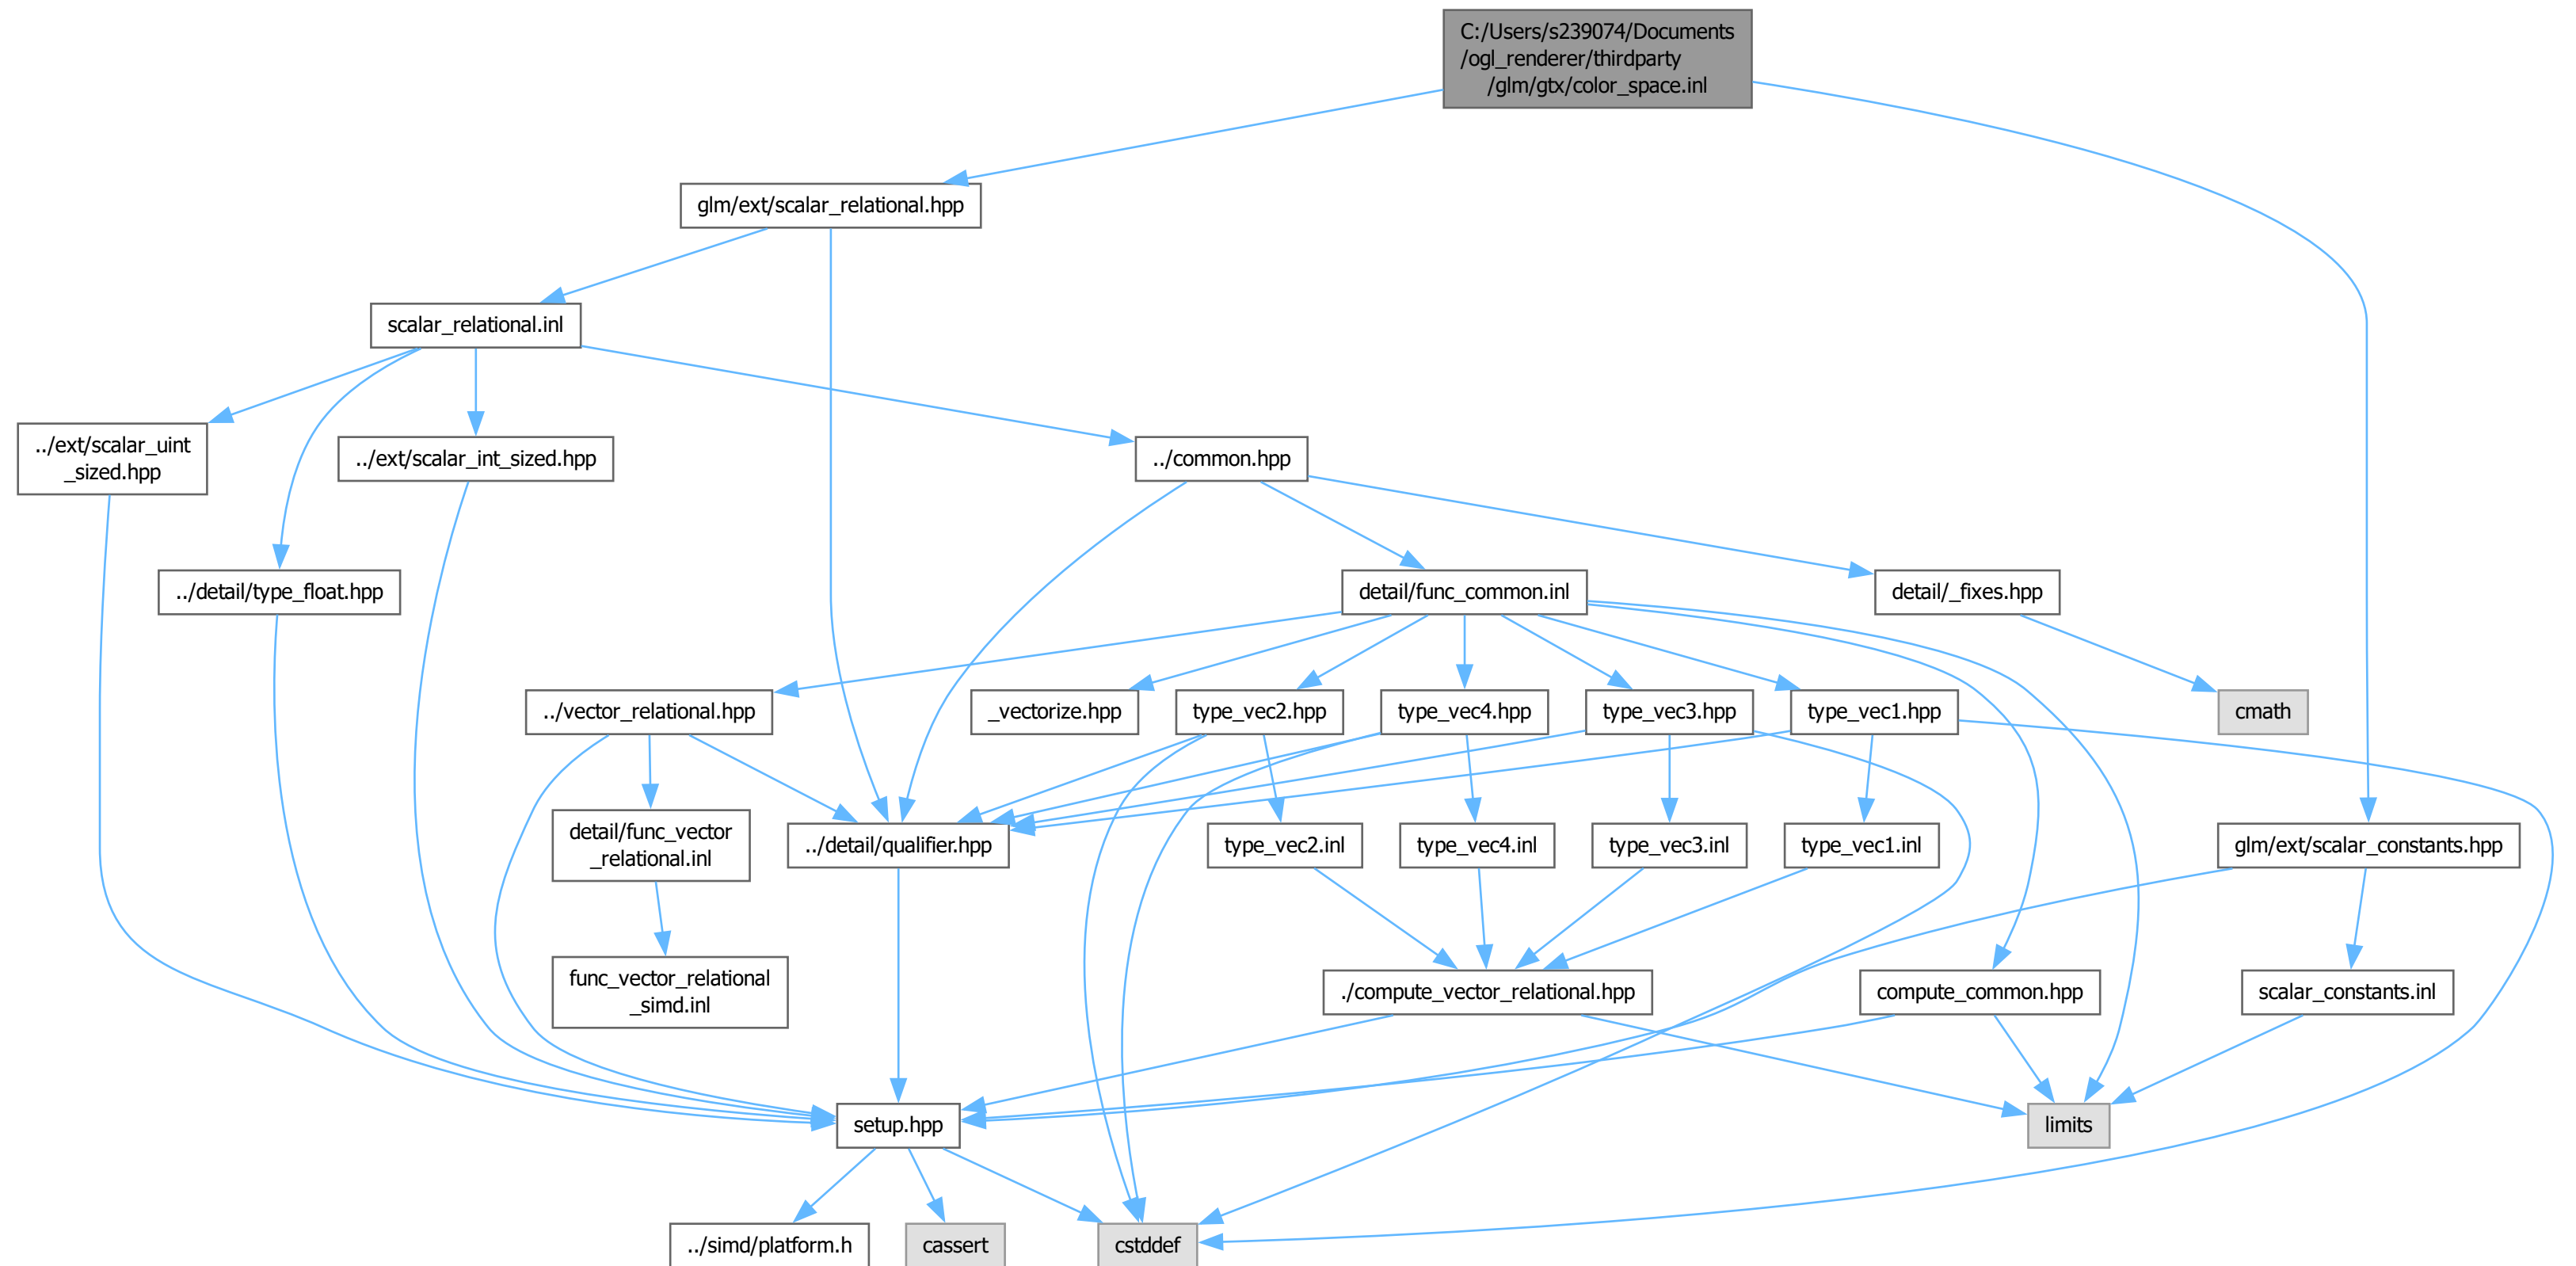 C:/Users/s239074/Documents
/ogl_renderer/thirdparty
/glm/gtx/color_space.inl
glm/ext/scalar_relational.hpp
scalar_relational.inl
../ext/scalar_uint
_sized.hpp
../ext/scalar_int_sized.hpp
../common.hpp
../detail/type_float.hpp
detail/func_common.inl
detail/_fixes.hpp
../vector_relational.hpp
_vectorize.hpp
type_vec2.hpp
type_vec4.hpp
type_vec3.hpp
type_vec1.hpp
cmath
detail/func_vector
_relational.inl
../detail/qualifier.hpp
type_vec2.inl
type_vec4.inl
type_vec3.inl
type_vec1.inl
glm/ext/scalar_constants.hpp
func_vector_relational
_simd.inl
./compute_vector_relational.hpp
compute_common.hpp
scalar_constants.inl
setup.hpp
limits
../simd/platform.h
cassert
cstddef